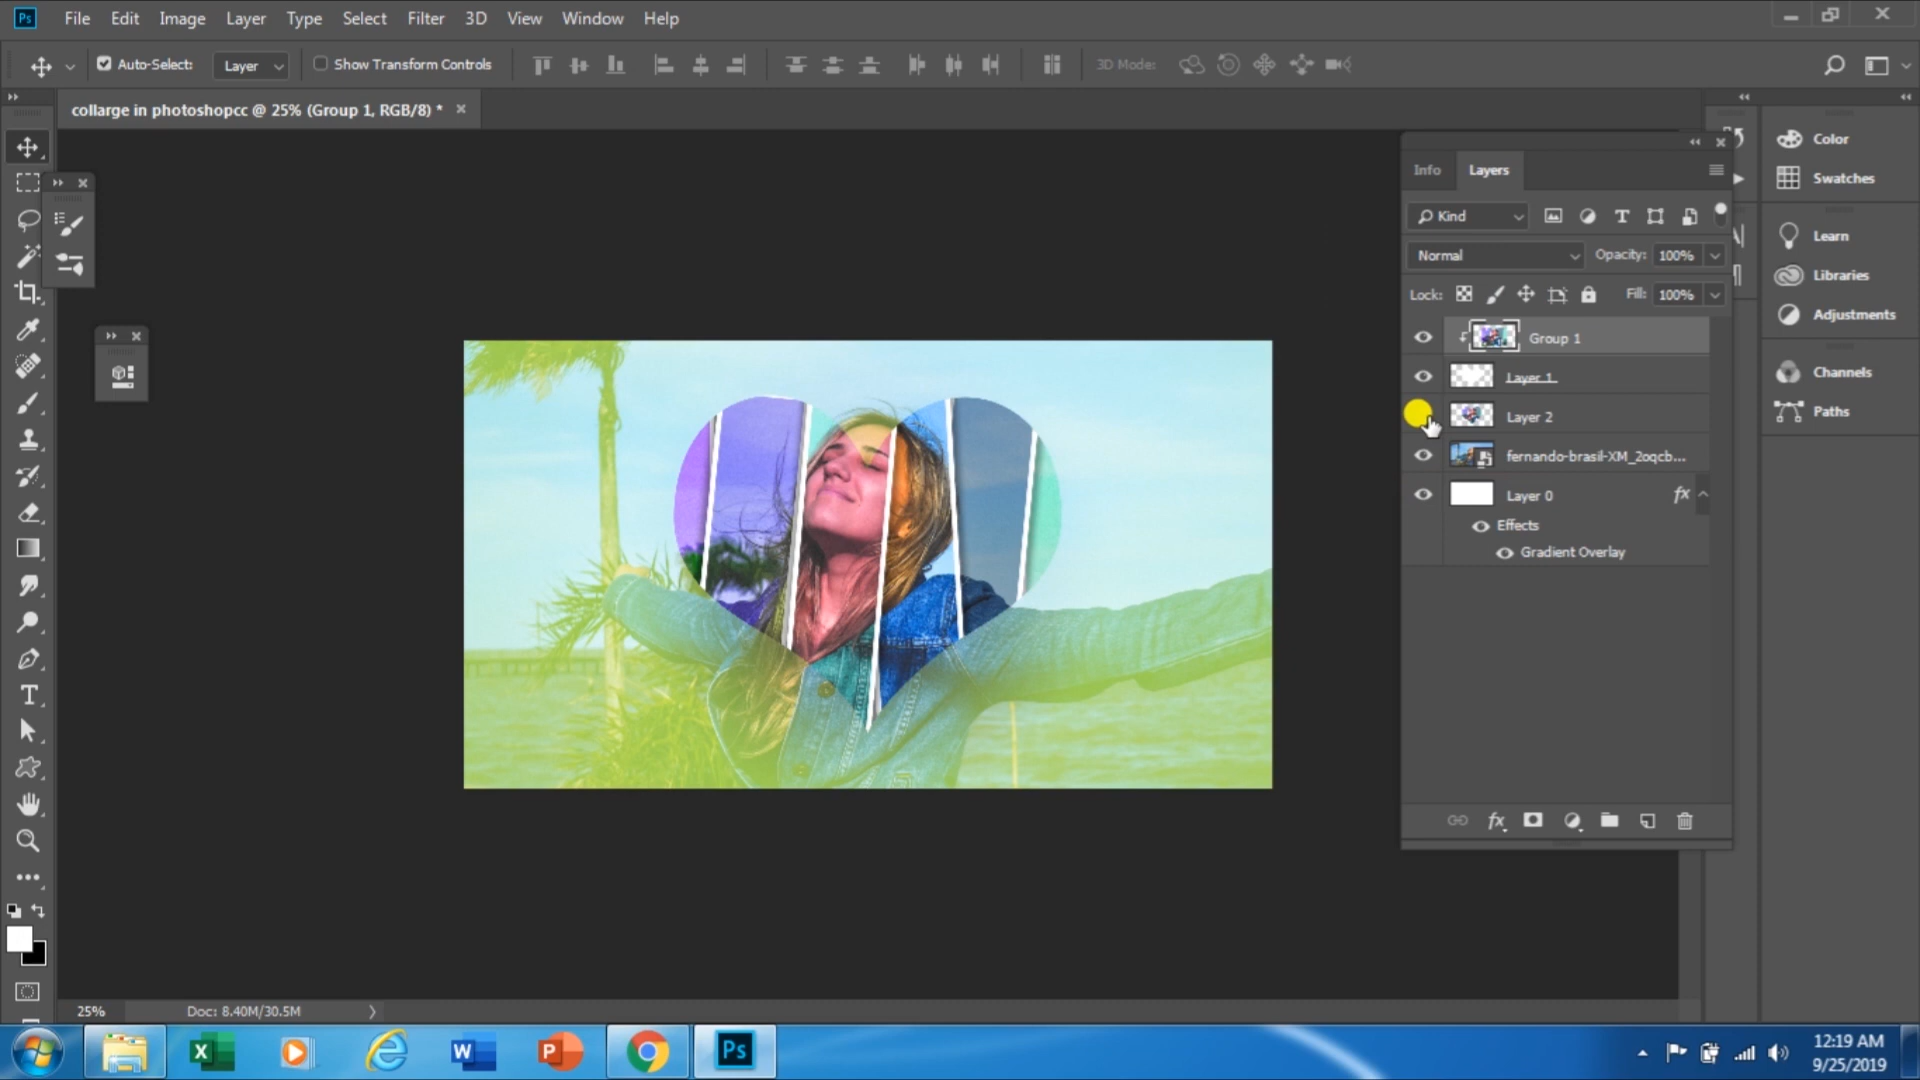 Ps File Edit Image Layer Type Select Filter 3D View Window Help
Auto-Select: Layer Show Transform Controls 3D Mode:
collarge in photoshopcc @ 25% (Group 1, RGB/8) *
Info Layers
Kind
Normal Opacity: 100%
Lock: Fill: 100%
Group 1
Layer 1
Layer 2
fernando-brasil-XM_2oqcb...
Layer 0 fx
Effects
Gradient Overlay
fx
Color
Swatches
Learn
Libraries
Adjustments
Channels
Paths
25% Doc: 8.40M/30.5M
Ps
12:19 AM
9/25/2019